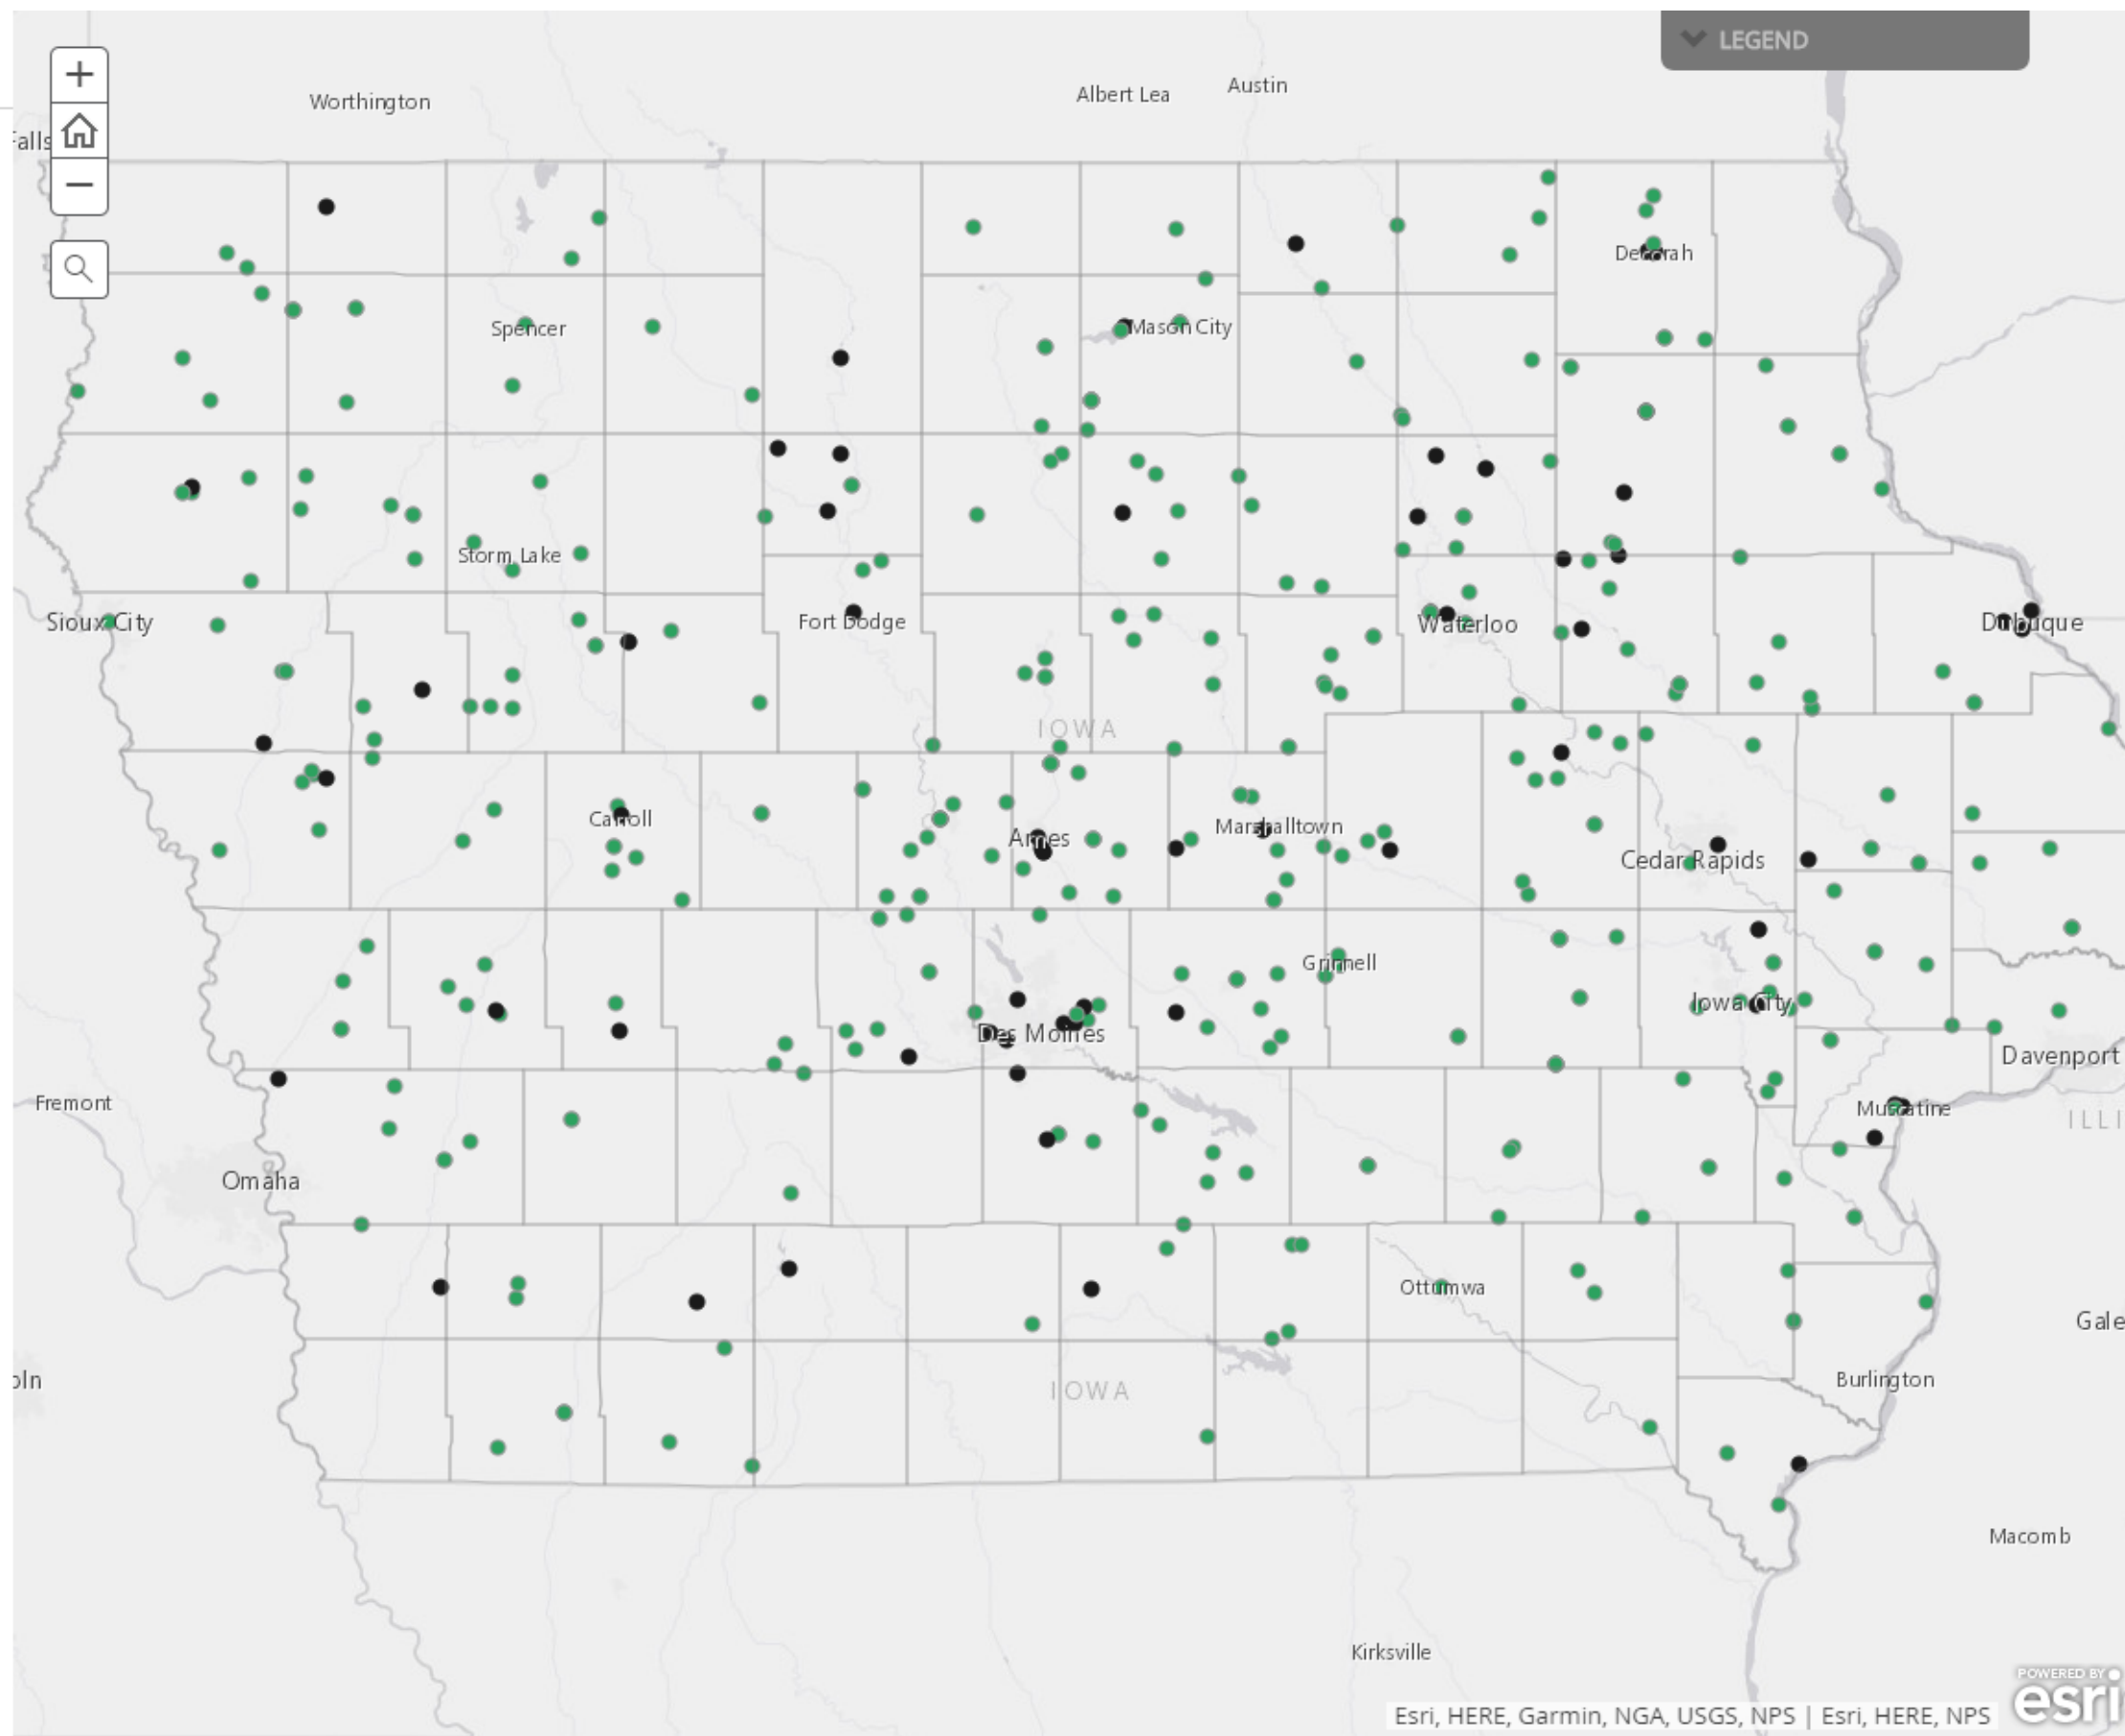 LEGEND
Austin
Albert Lea
Worthington
Falls
Decorah
Mason City
Spencer
Storm Lake
Sioux City
Fort Dodge
Waterloo
Dubuque
IOWA
Carroll
Marshalltown
Ames
Cedar Rapids
Grinnell
Iowa City
Des Moines
Davenport
Fremont
Muscatine
ILLI
Omaha
Ottumwa
Gale
oln
Burlington
IOWA
Macomb
Kirksville
POWERED BY
esri
Esri, HERE, Garmin, NGA, USGS, NPS | Esri, HERE, NPS